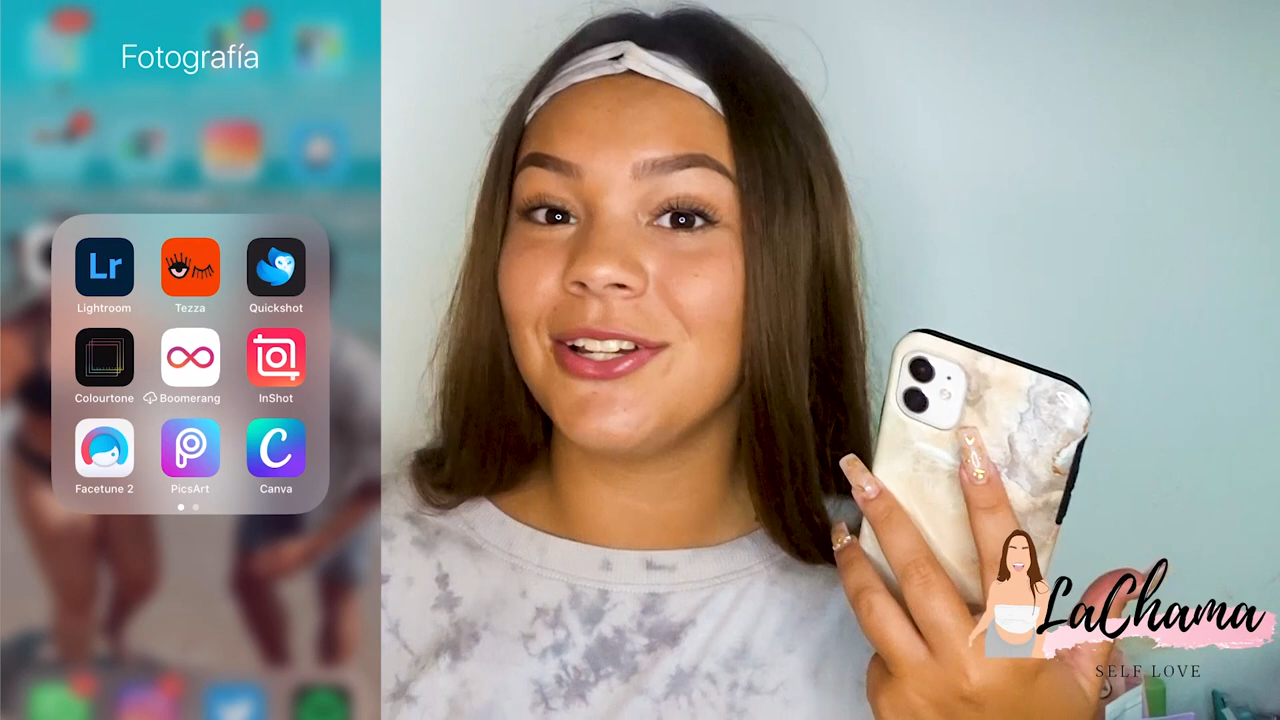 Fotografía
Lr
Lightroom
Tezza
Quickshot
Colourtone
Boomerang
InShot
Facetune 2
PicsArt
C
Canva
LaChama
SELF LOVE